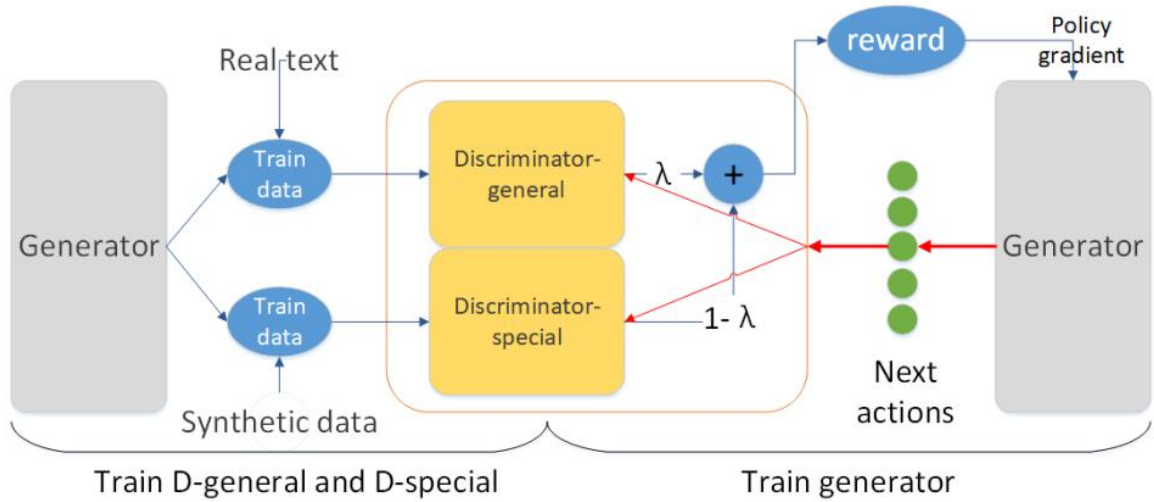 reward
Policy
gradient
Real text
Generator
Train
data
Discriminator-
general
λ
+
Generator
Train
data
Discriminator-
special
1- λ
Synthetic data
Next
actions
Train D-general and D-special
Train generator